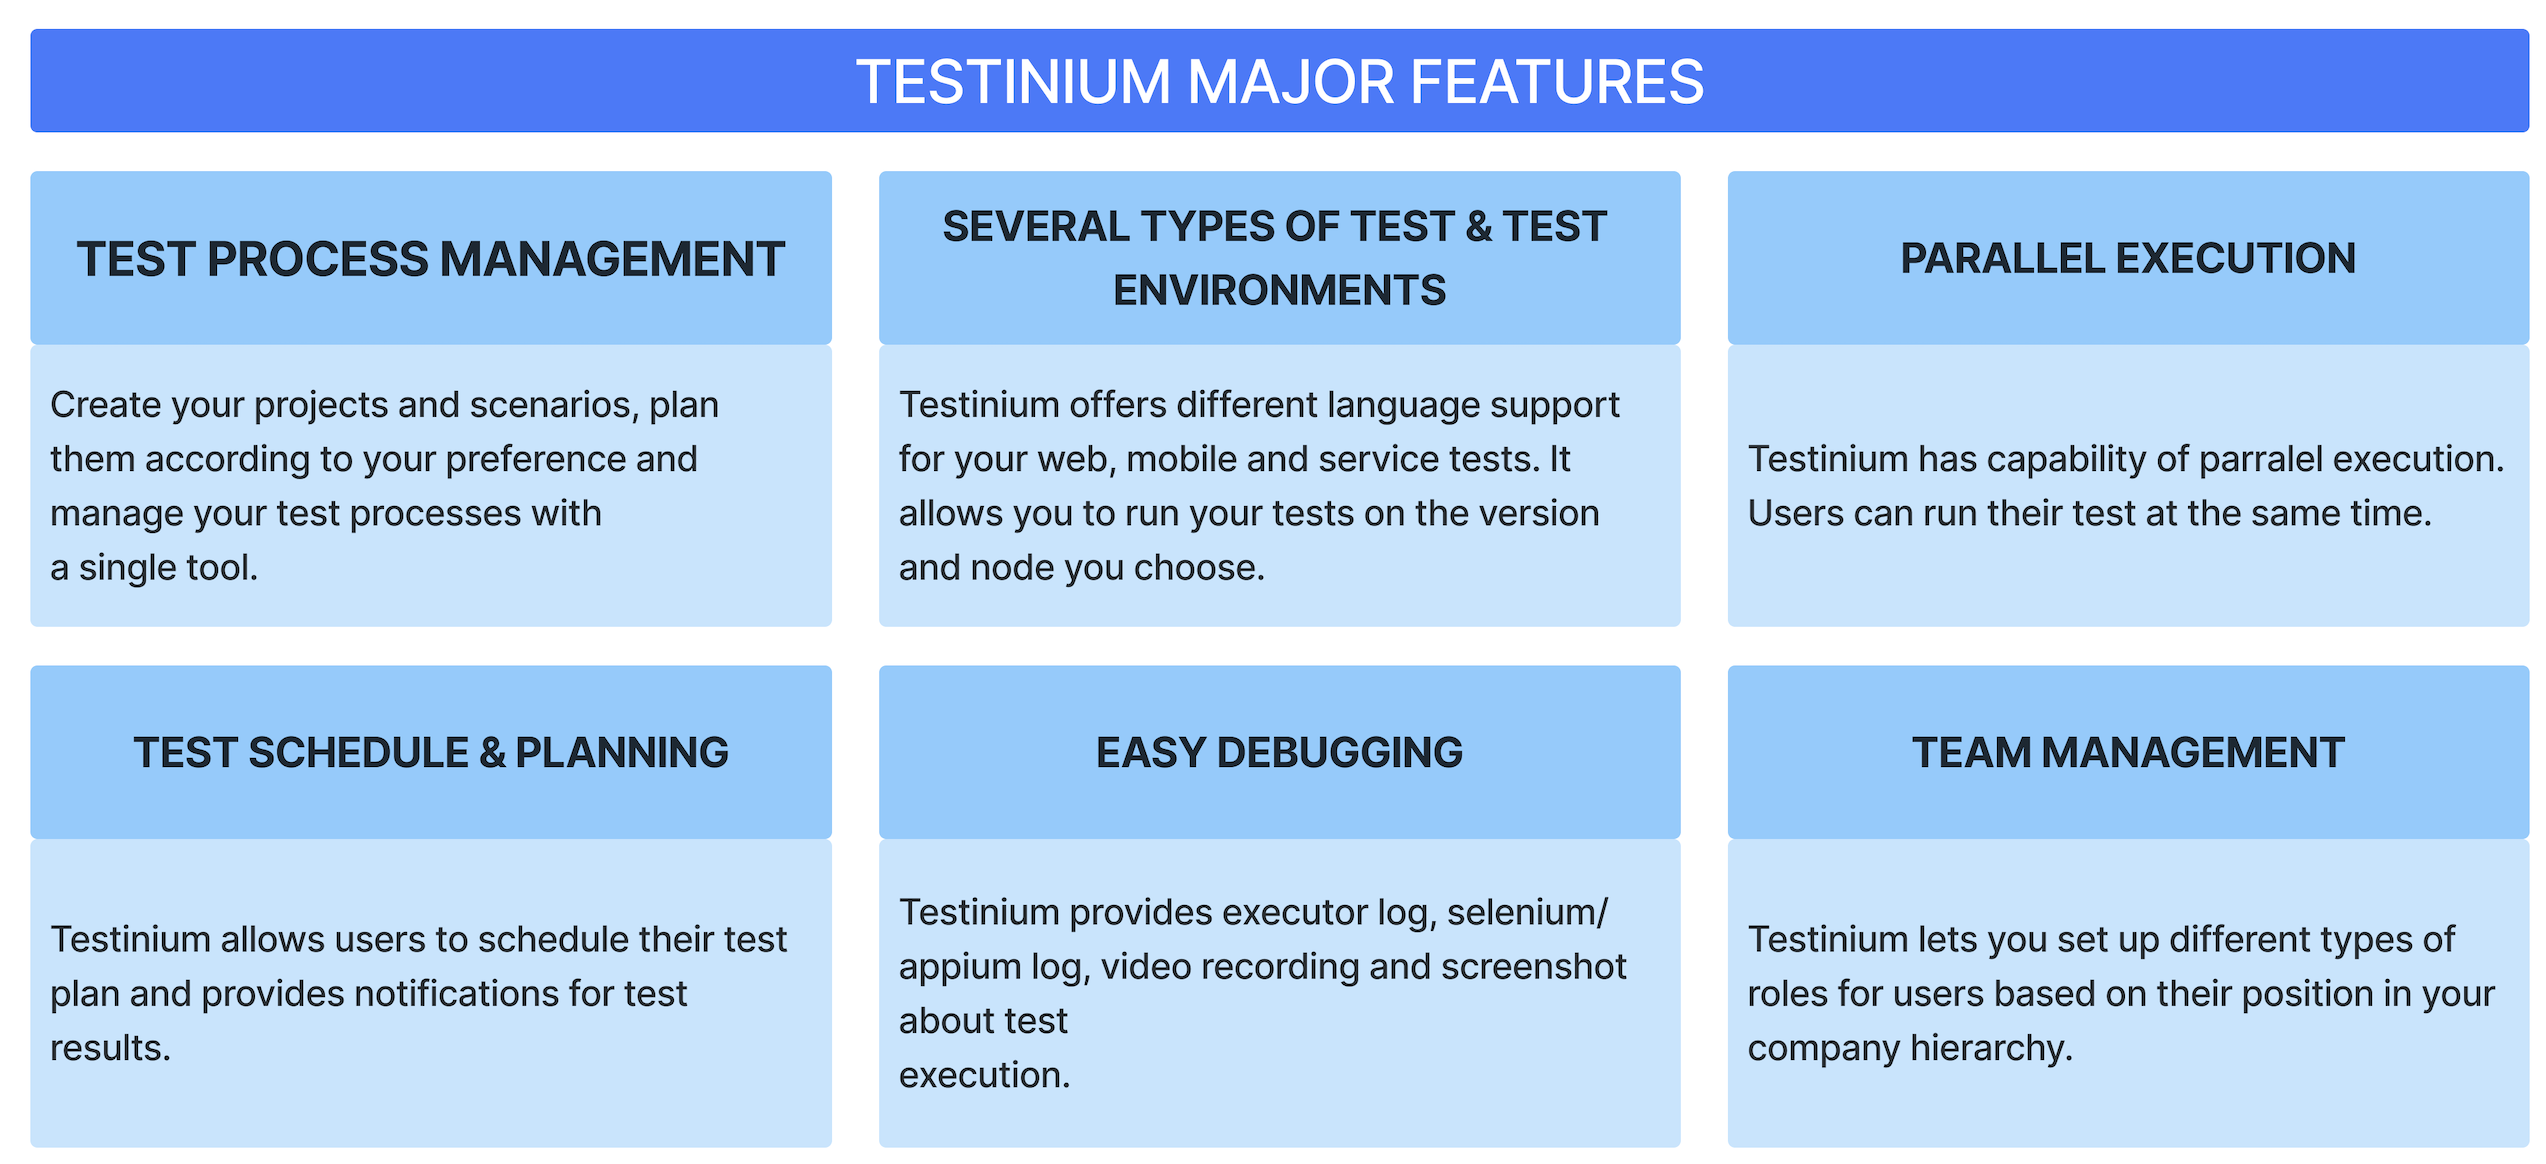 TESTINIUM MAJOR FEATURES
TEST PROCESS MANAGEMENT
Create your projects and scenarios, plan
them according to your preference and
manage your test processes with
a single tool.
SEVERAL TYPES OF TEST & TEST
ENVIRONMENTS
Testinium offers different language support
for your web, mobile and service tests. It
allows you to run your tests on the version
and node you choose.
PARALLEL EXECUTION
Testinium has capability of parralel execution.
Users can run their test at the same time.
TEST SCHEDULE & PLANNING
Testinium allows users to schedule their test
plan and provides notifications for test
results.
EASY DEBUGGING
Testinium provides executor log, selenium/
appium log, video recording and screenshot
about test
execution.
TEAM MANAGEMENT
Testinium lets you set up different types of
roles for users based on their position in your
company hierarchy.